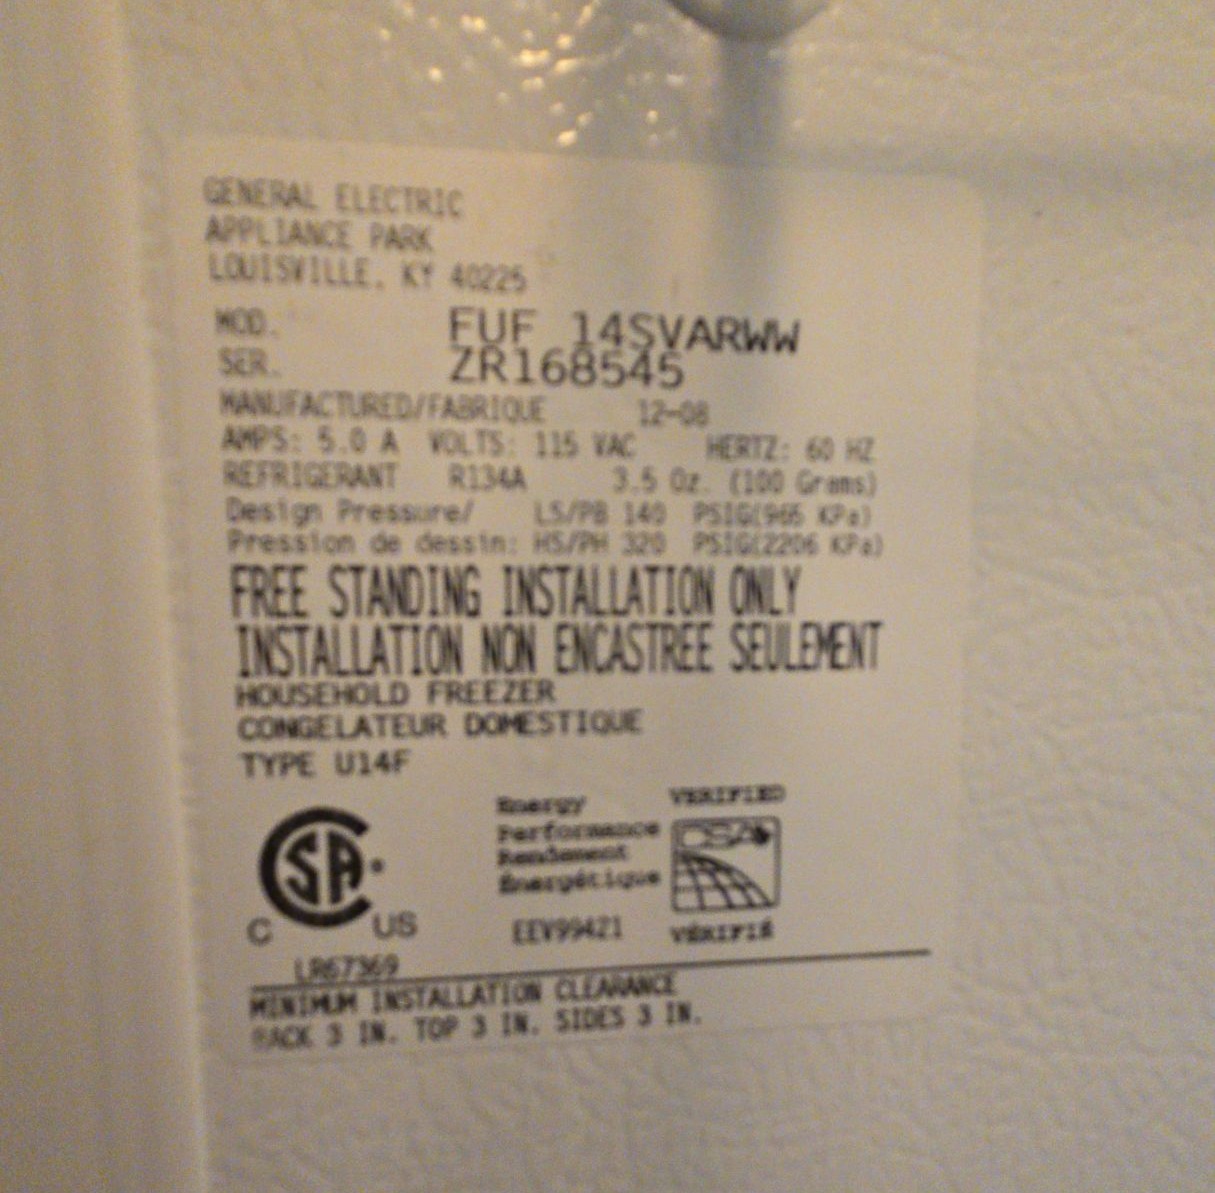 GENERAL ELECTRIC
APPLIANCE PARK
LOUISVILLE, KY 40225
MOD. FUF 14SVARWW
SER. ZR168545
MANUFACTURED/FABRIQUE 12-08
AMPS: 5.0 A VOLTS: 115 VAC HERTZ: 60 HZ
REFRIGERANT R134A 3.5 Oz. (100 Grams)
Design Pressure/ LS/PB 140 PSIG(965 KPa)
Pression de dessin: HS/PH 320 PSIG(2206 KPa)
FREE STANDING INSTALLATION ONLY
INSTALLATION NON ENCASTREE SEULEMENT
HOUSEHOLD FREEZER
CONGELATEUR DOMESTIQUE
TYPE U14F
Energy
Performance
Rendement
Énergétique
EEV99421
VERIFIED
CSA
VÉRIFIÉ
SA
C US
LR67369
MINIMUM INSTALLATION CLEARANCE
BACK 3 IN. TOP 3 IN. SIDES 3 IN.